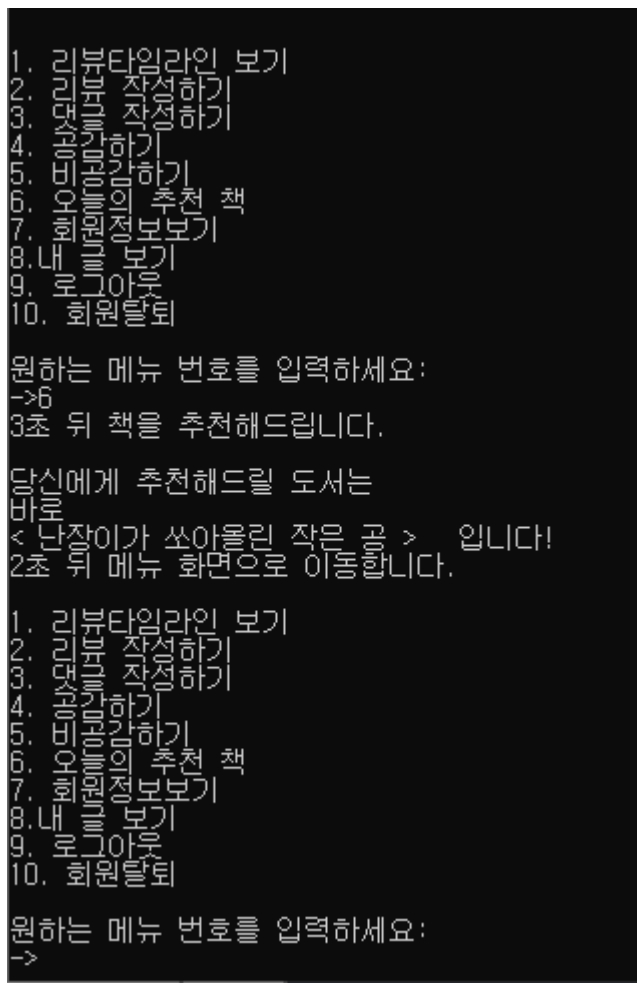 1. 리뷰타임라인 보기
2. 리뷰 작성하기
3. 댓글 작성하기
4. 공감하기
5. 비공감하기
6. 오늘의 추천 책
7. 회원정보보기
8.내 글 보기
9. 로그아웃
10. 회원탈퇴
원하는 메뉴 번호를 입력하세요:
->6
3초 뒤 책을 추천해드립니다.
당신에게 추천해드릴 도서는
바로
< 난장이가 쏘아올린 작은 공 >   입니다!
2초 뒤 메뉴 화면으로 이동합니다.
1. 리뷰타임라인 보기
2. 리뷰 작성하기
3. 댓글 작성하기
4. 공감하기
5. 비공감하기
6. 오늘의 추천 책
7. 회원정보보기
8.내 글 보기
9. 로그아웃
10. 회원탈퇴
원하는 메뉴 번호를 입력하세요:
->